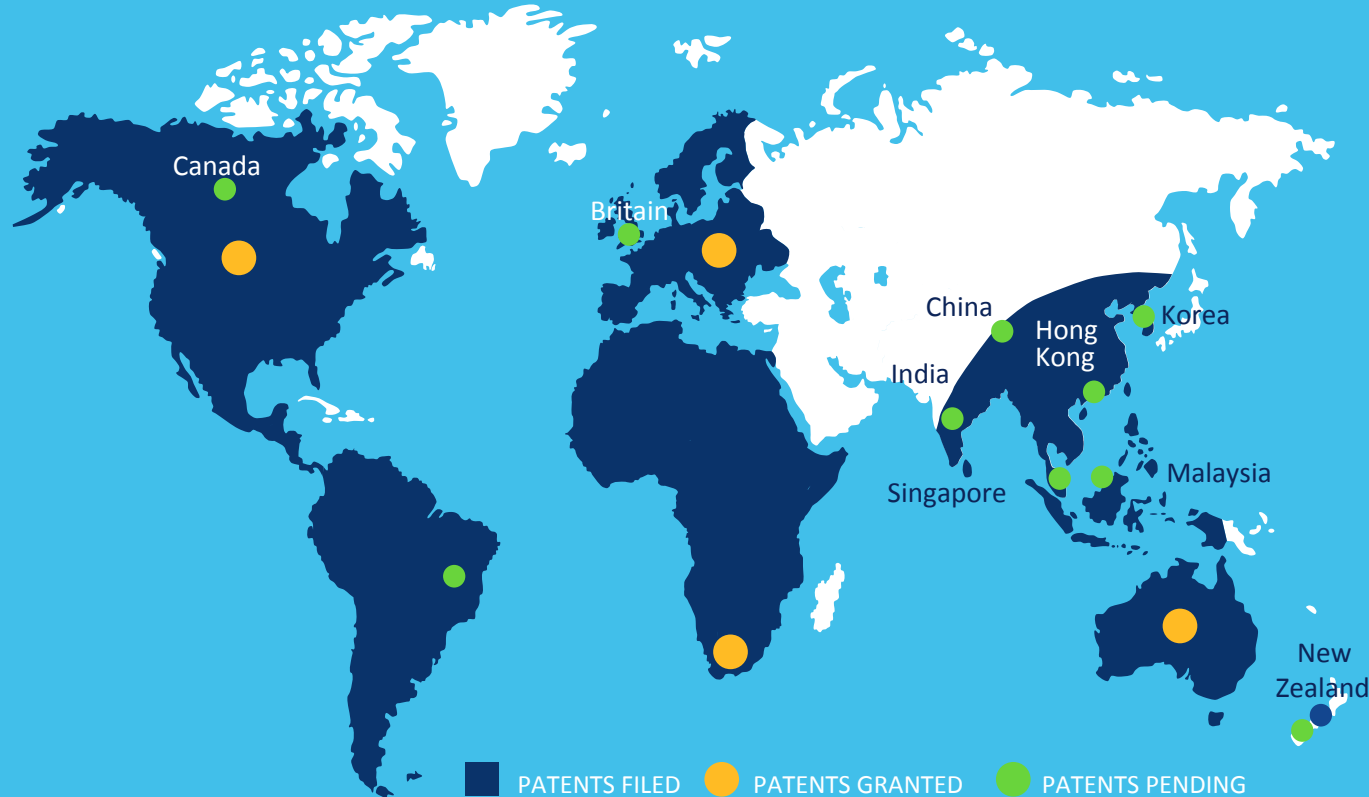 Canada
Britain
China
Hong
Kong
Korea
India
Singapore
Malaysia
New
Zealand
PATENTS FILED
PATENTS GRANTED
PATENTS PENDING